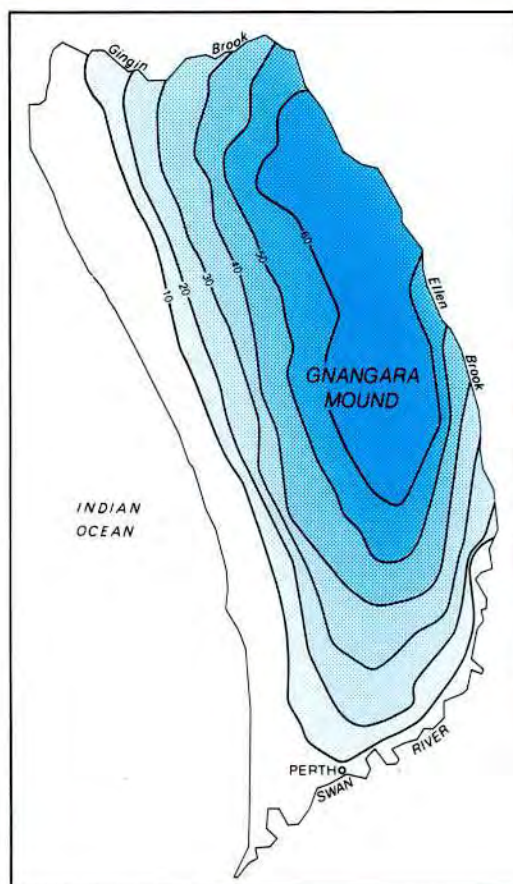 Gingin
Brook
10
20
30
40
50
60
Ellen
Brook
GNANGARA
MOUND
INDIAN
OCEAN
PERTH
SWAN
RIVER